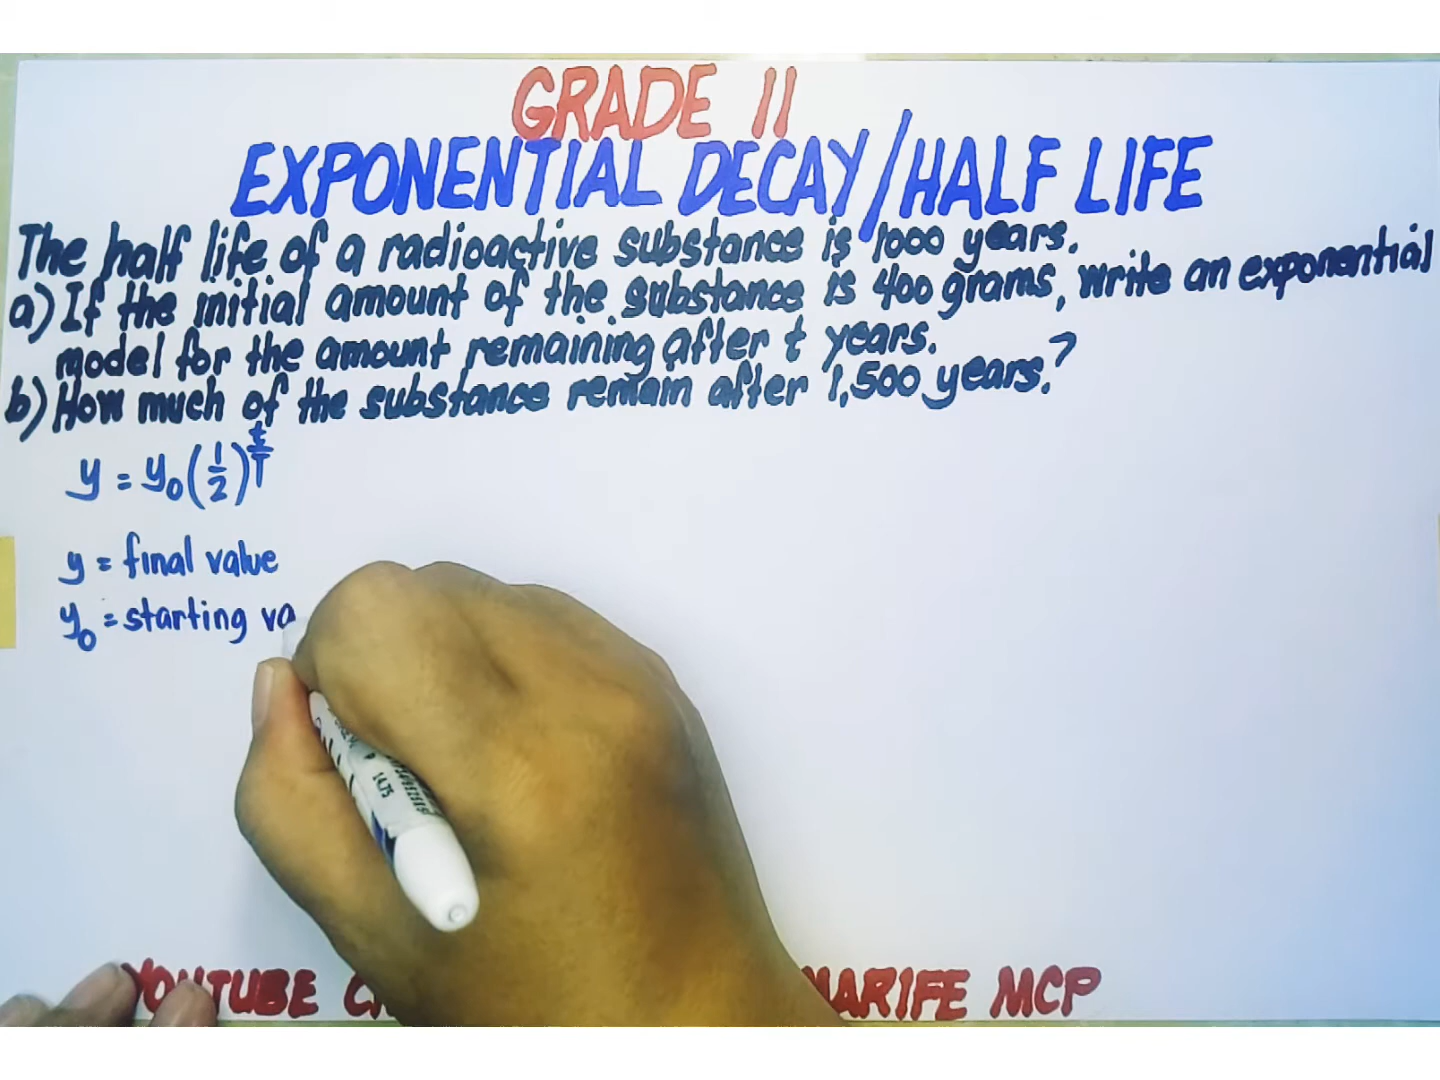 GRADE 11
EXPONENTIAL DECAY/HALF LIFE
The half life of a radioactive substance is 1000 years.
a) If the initial amount of the substance is 400 grams, write an exponential
model for the amount remaining after t years.
b) How much of the substance remain after 1,500 years?
y = y₀(1/2)^(t/T)
y = final value
y₀ = starting va
YOUTUBE C MARIFE MCP